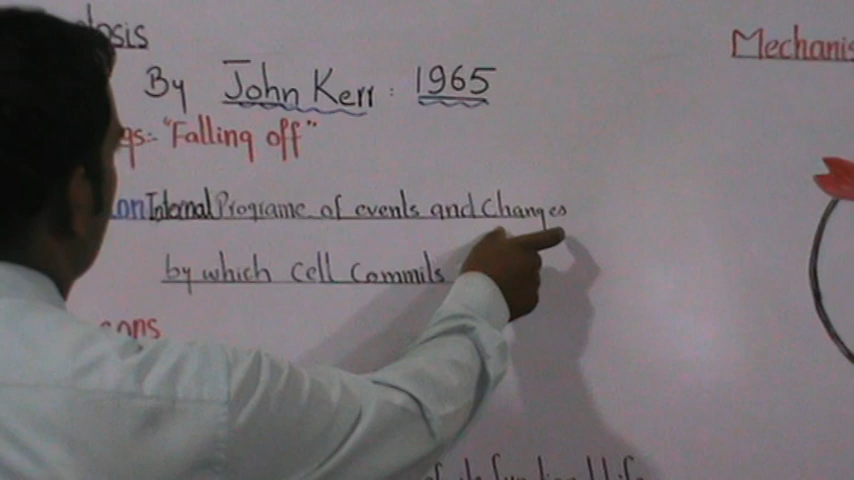 osis
Mechanis
By John Kerr : 1965
gs:- "Falling off"
on Internal Programe of events and Changes
by which Cell Commits
ons